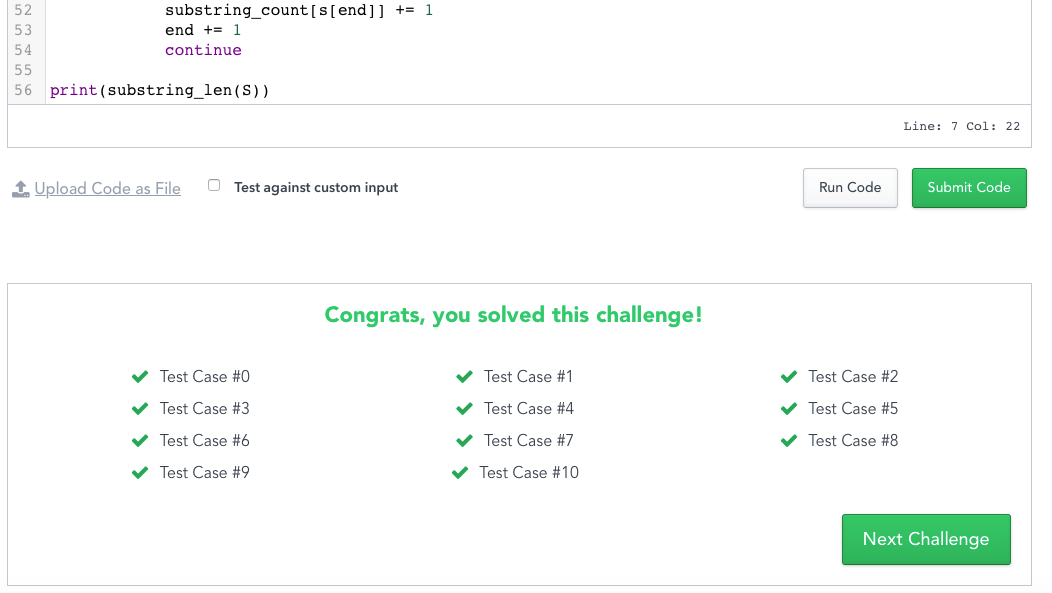 52 substring_count[s[end]] += 1
53 end += 1
54 continue
55
56 print(substring_len(S))
Line: 7 Col: 22
Upload Code as File Test against custom input Run Code Submit Code
Congrats, you solved this challenge!
Test Case #0 Test Case #1 Test Case #2
Test Case #3 Test Case #4 Test Case #5
Test Case #6 Test Case #7 Test Case #8
Test Case #9 Test Case #10
Next Challenge